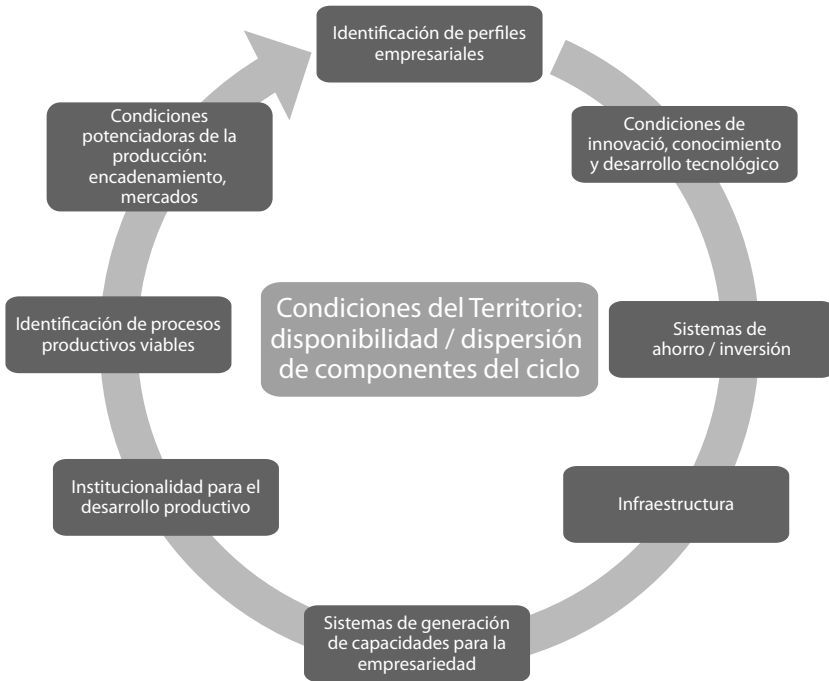 Identificación de perfiles
empresariales
Condiciones de
innovació, conocimiento
y desarrollo tecnológico
Sistemas de
ahorro / inversión
Infraestructura
Sistemas de generación
de capacidades para la
empresariedad
Institucionalidad para el
desarrollo productivo
Identificación de procesos
productivos viables
Condiciones
potenciadoras de la
producción:
encadenamiento,
mercados
Condiciones del Territorio:
disponibilidad / dispersión
de componentes del ciclo